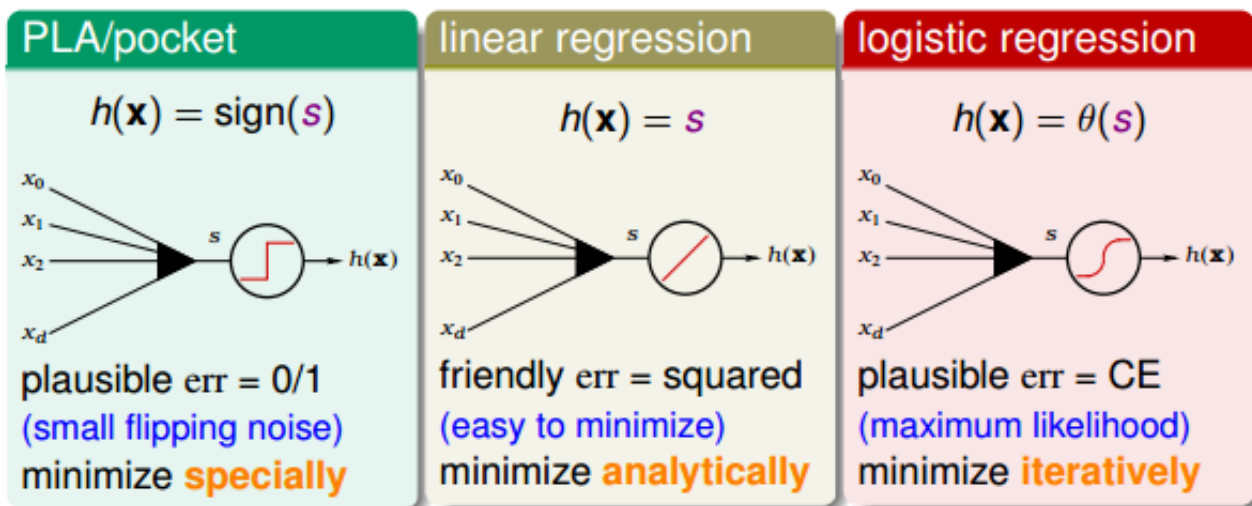 PLA/pocket
h(x) = sign(s)
x0
x1
x2
xd
s
h(x)
plausible err = 0/1
(small flipping noise)
minimize specially
linear regression
h(x) = s
x0
x1
x2
xd
s
h(x)
friendly err = squared
(easy to minimize)
minimize analytically
logistic regression
h(x) = θ(s)
x0
x1
x2
xd
s
h(x)
plausible err = CE
(maximum likelihood)
minimize iteratively